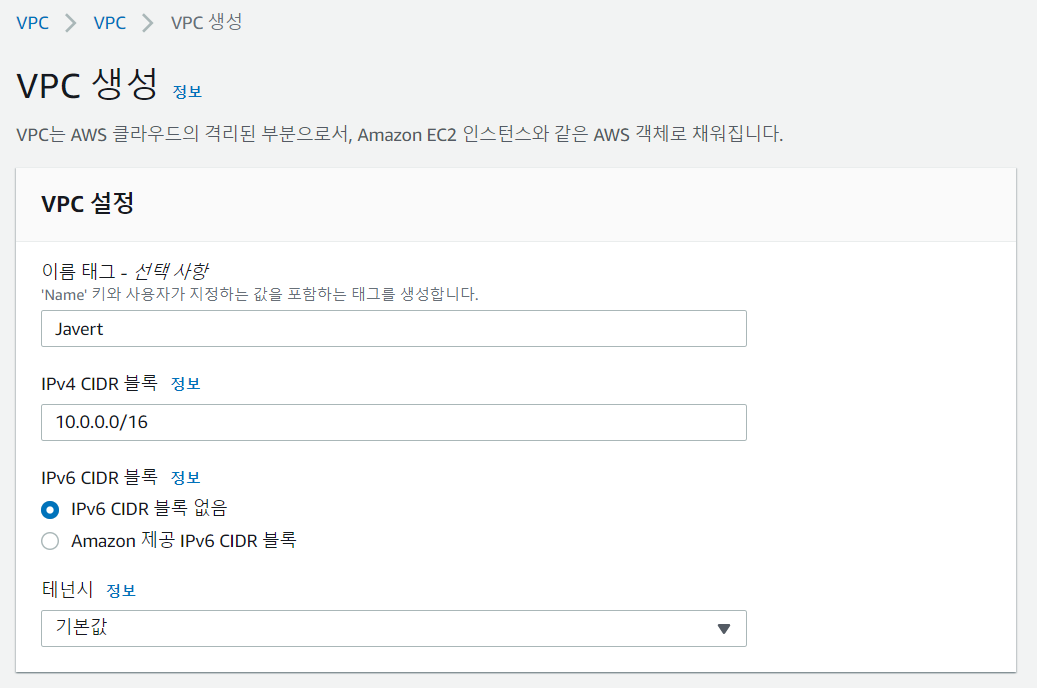 VPC > VPC > VPC 생성
VPC 생성 정보
VPC는 AWS 클라우드의 격리된 부분으로서, Amazon EC2 인스턴스와 같은 AWS 객체로 채워집니다.
VPC 설정
이름 태그 - 선택 사항
'Name' 키와 사용자가 지정하는 값을 포함하는 태그를 생성합니다.
Javert
IPv4 CIDR 블록 정보
10.0.0.0/16
IPv6 CIDR 블록 정보
IPv6 CIDR 블록 없음
Amazon 제공 IPv6 CIDR 블록
테넌시 정보
기본값